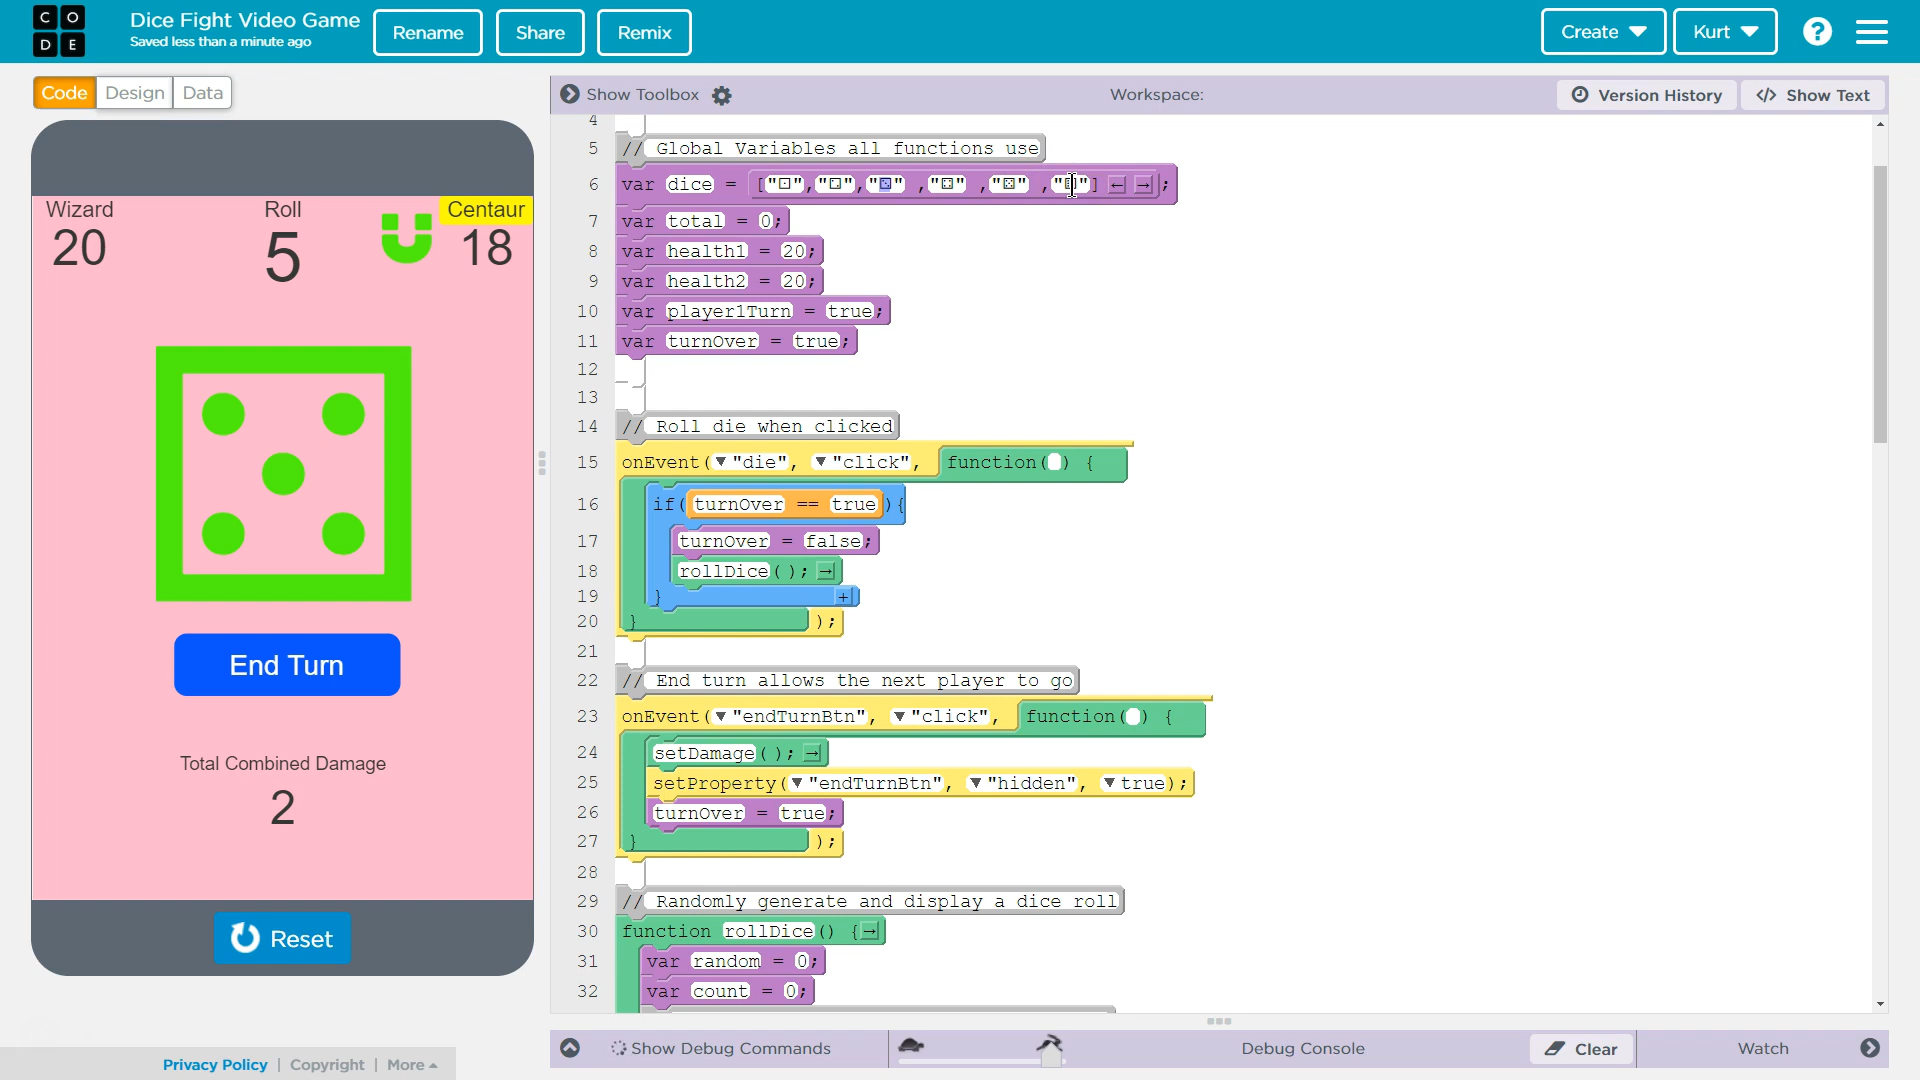 C O
D E
Dice Fight Video Game
Saved less than a minute ago
Rename
Share
Remix
Create
Kurt
?
Code
Design
Data
Show Toolbox
Workspace:
Version History
</> Show Text
Wizard
20
Roll
5
Centaur
18
End Turn
Total Combined Damage
2
Reset
4
5 // Global Variables all functions use
6 var dice = ["⚀","⚁","⚂" ,"⚃" ,"⚄" ,"⚅"] ← → ;
7 var total = 0;
8 var health1 = 20;
9 var health2 = 20;
10 var player1Turn = true;
11 var turnOver = true;
12
13
14 // Roll die when clicked
15 onEvent(▼"die", ▼"click", function( ) {
16 if( turnOver == true ){
17 turnOver = false;
18 rollDice(); →
19 } +
20 } );
21
22 // End turn allows the next player to go
23 onEvent(▼"endTurnBtn", ▼"click", function( ) {
24 setDamage(); →
25 setProperty(▼"endTurnBtn", ▼"hidden", ▼true);
26 turnOver = true;
27 } );
28
29 // Randomly generate and display a dice roll
30 function rollDice() { →
31 var random = 0;
32 var count = 0;
Show Debug Commands
Debug Console
Clear
Watch
Privacy Policy | Copyright | More